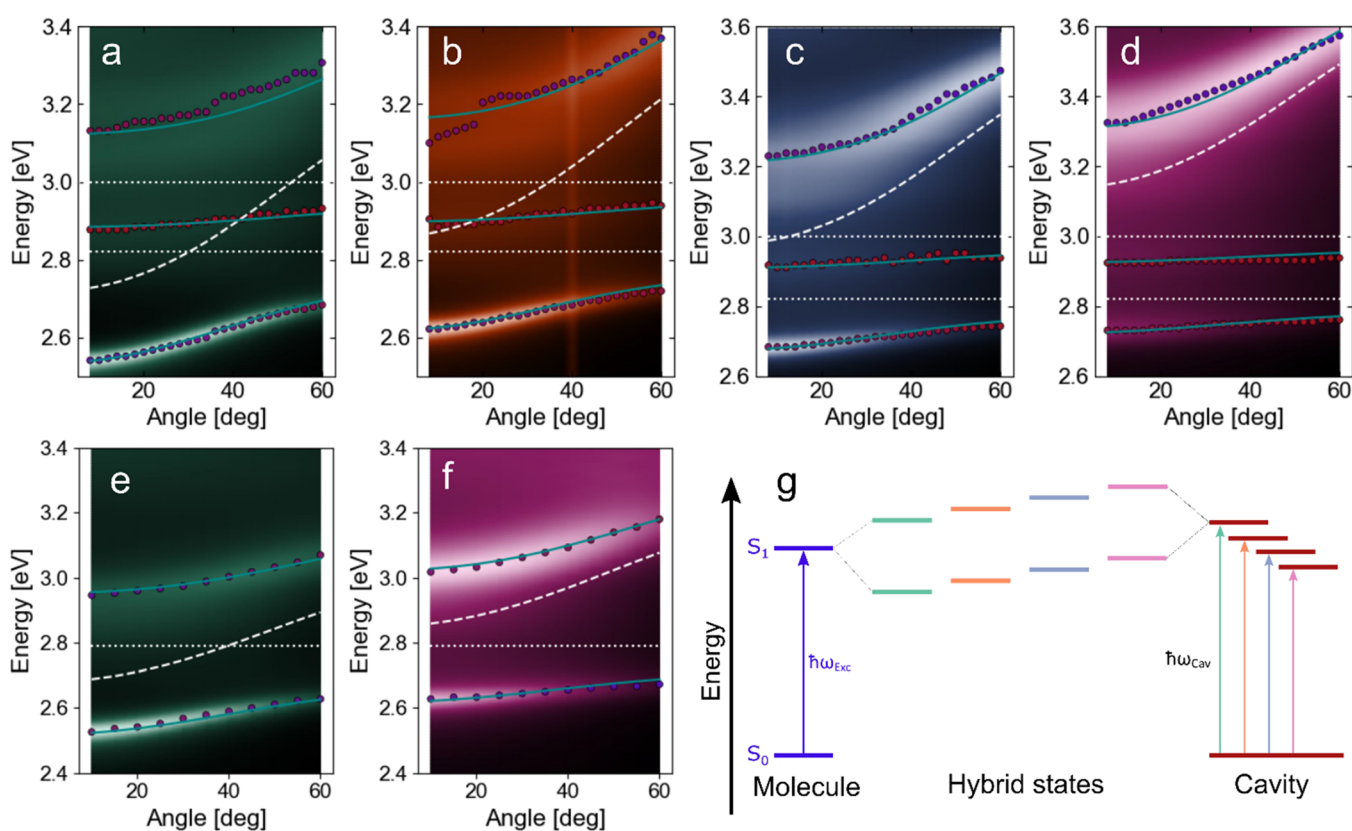 a
b
c
d
3.4
3.2
3.0
2.8
2.6
Energy [eV]
20
40
60
Angle [deg]
3.4
3.2
3.0
2.8
2.6
Energy [eV]
20
40
60
Angle [deg]
3.6
3.4
3.2
3.0
2.8
2.6
Energy [eV]
20
40
60
Angle [deg]
3.6
3.4
3.2
3.0
2.8
2.6
Energy [eV]
20
40
60
Angle [deg]
e
f
g
3.4
3.2
3.0
2.8
2.6
2.4
Energy [eV]
20
40
60
Angle [deg]
3.4
3.2
3.0
2.8
2.6
2.4
Energy [eV]
20
40
60
Angle [deg]
Energy
S1
ħωExc
S0
ħωCav
Molecule
Hybrid states
Cavity